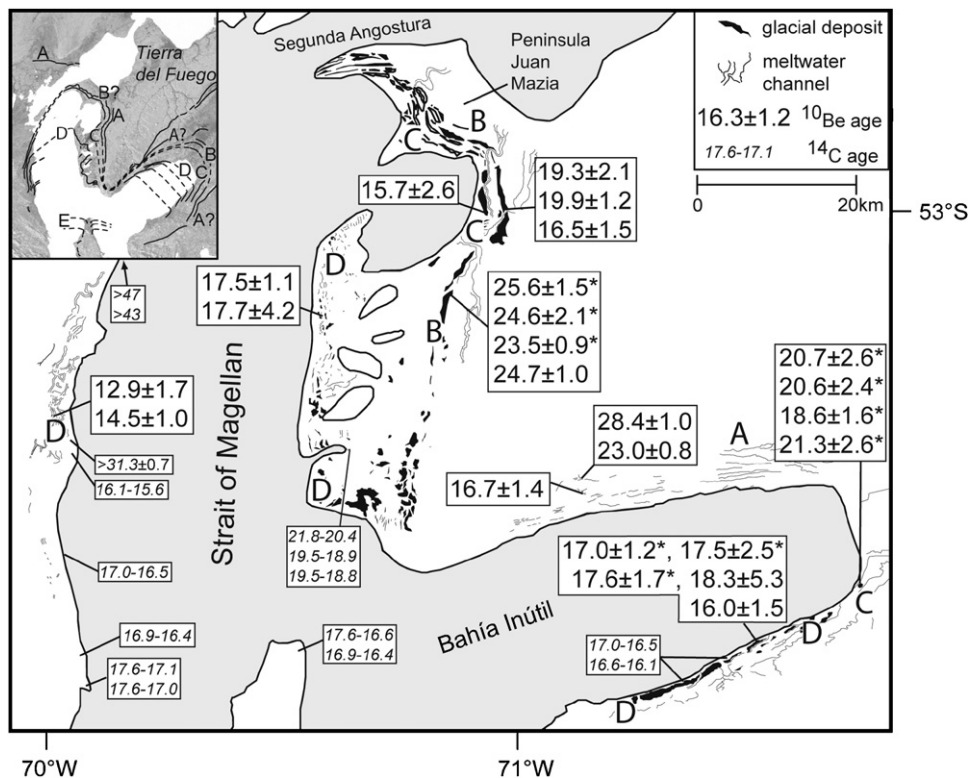 A
Tierra
del Fuego
B?
A
D
C
A?
B
D
C
E
A?
Segunda Angostura
Peninsula
Juan
Mazia
glacial deposit
meltwater
channel
16.3±1.2 ¹⁰Be age
17.6-17.1 ¹⁴C age
0 20km
53°S
B
C
15.7±2.6
19.3±2.1
19.9±1.2
16.5±1.5
C
D
>47
>43
17.5±1.1
17.7±4.2
25.6±1.5*
24.6±2.1*
23.5±0.9*
24.7±1.0
B
20.7±2.6*
20.6±2.4*
18.6±1.6*
21.3±2.6*
12.9±1.7
14.5±1.0
D
>31.3±0.7
16.1-15.6
Strait of Magellan
28.4±1.0
23.0±0.8
A
16.7±1.4
D
21.8-20.4
19.5-18.9
19.5-18.8
17.0-16.5
17.0±1.2*, 17.5±2.5*
17.6±1.7*, 18.3±5.3
16.0±1.5
C
Bahía Inútil
D
16.9-16.4
17.6-16.6
16.9-16.4
17.0-16.5
16.6-16.1
17.6-17.1
17.6-17.0
D
70°W 71°W